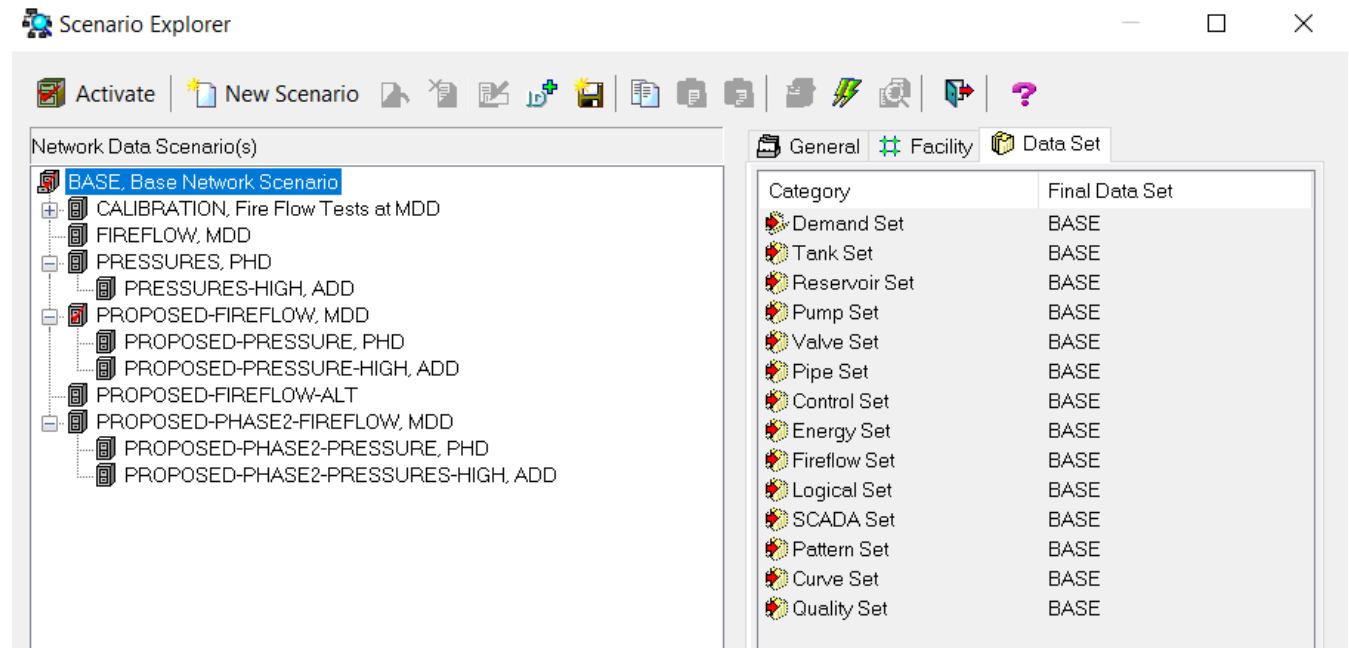 Scenario Explorer
Activate New Scenario
Network Data Scenario(s)
BASE, Base Network Scenario
CALIBRATION, Fire Flow Tests at MDD
FIREFLOW, MDD
PRESSURES, PHD
PRESSURES-HIGH, ADD
PROPOSED-FIREFLOW, MDD
PROPOSED-PRESSURE, PHD
PROPOSED-PRESSURE-HIGH, ADD
PROPOSED-FIREFLOW-ALT
PROPOSED-PHASE2-FIREFLOW, MDD
PROPOSED-PHASE2-PRESSURE, PHD
PROPOSED-PHASE2-PRESSURES-HIGH, ADD
General Facility Data Set
Category Final Data Set
Demand Set BASE
Tank Set BASE
Reservoir Set BASE
Pump Set BASE
Valve Set BASE
Pipe Set BASE
Control Set BASE
Energy Set BASE
Fireflow Set BASE
Logical Set BASE
SCADA Set BASE
Pattern Set BASE
Curve Set BASE
Quality Set BASE